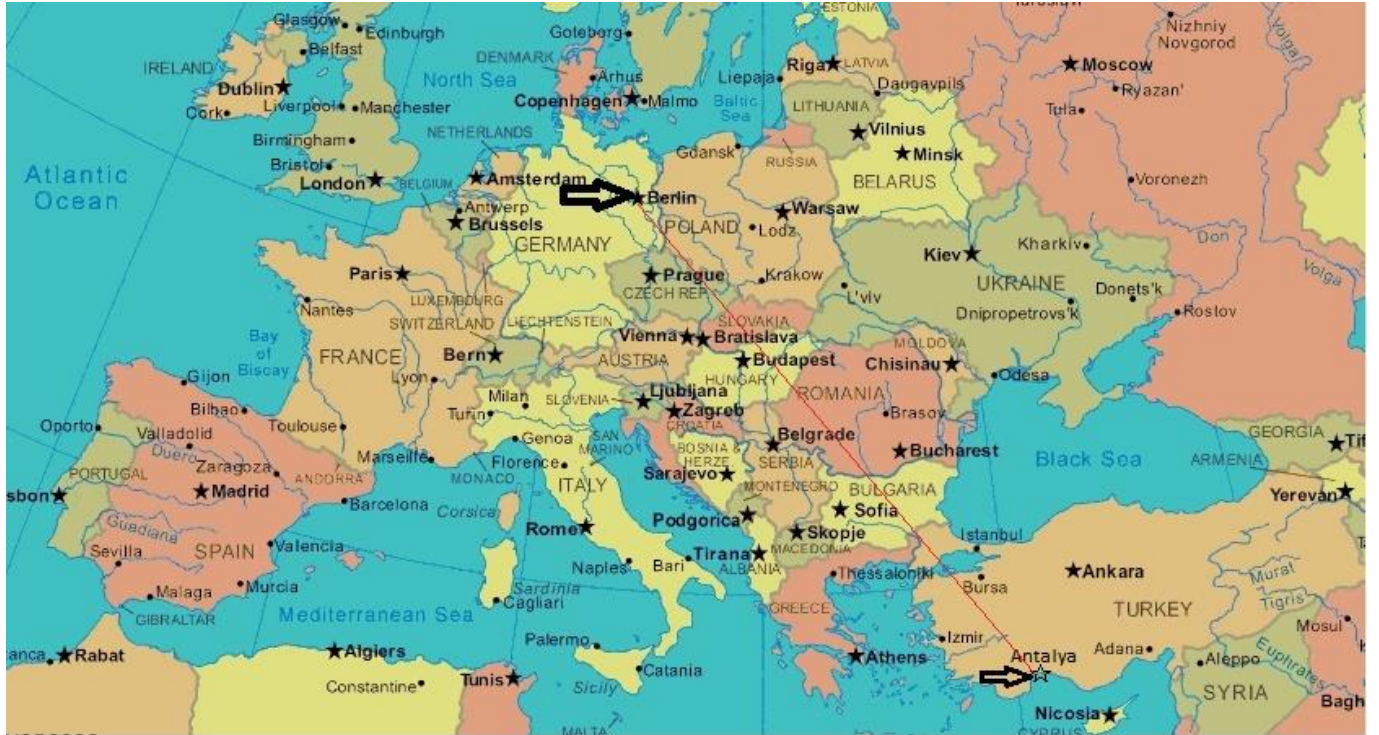 ESTONIA
Glasgow
Edinburgh
Goteborg
Nizhniy
Novgorod
Volga
Belfast
DENMARK
IRELAND
North Sea
Arhus
Riga
LATVIA
Moscow
Dublin
Liepaja
Daugavpils
Ryazan'
Cork
Liverpool
Manchester
Copenhagen
Malmo
Baltic
Sea
LITHUANIA
Tula
NETHERLANDS
Vilnius
Birmingham
Gdansk
RUSSIA
Minsk
Bristol
London
BELGIUM
Amsterdam
BELARUS
Voronezh
Atlantic
Ocean
Berlin
Antwerp
Warsaw
Brussels
POLAND
Lodz
GERMANY
Kharkiv
Don
Kiev
Paris
Prague
Krakow
UKRAINE
Volga
CZECH REP.
L'viv
Donets'k
Nantes
LUXEMBOURG
Dnipropetrovs'k
Rostov
SWITZERLAND
LIECHTENSTEIN
SLOVAKIA
Vienna
Bratislava
MOLDOVA
Bay
of
Biscay
FRANCE
Bern
AUSTRIA
Budapest
Chisinau
Gijon
Lyon
HUNGARY
ROMANIA
Odesa
Milan
SLOVENIA
Ljubljana
Bilbao
Turin
Zagreb
Brasov
Oporto
Valladolid
Toulouse
Genoa
SAN
MARINO
CROATIA
BOSNIA &
HERZE
Belgrade
GEORGIA
Tif
Duero
Marseille
Florence
SERBIA
Bucharest
Black Sea
ARMENIA
PORTUGAL
Zaragoza
ANDORRA
MONACO
ITALY
Sarajevo
MONTENEGRO
BULGARIA
sbon
Madrid
Barcelona
Corsica
Yerevan
Guadiana
Rome
Podgorica
Sofia
Skopje
Istanbul
Sevilla
SPAIN
Valencia
Tirana
MACEDONIA
Naples
Bari
ALBANIA
Thessaloniki
Ankara
Malaga
Murcia
Sardinia
Bursa
Murat
Cagliari
GREECE
TURKEY
Tigris
GIBRALTAR
Mediterranean Sea
Mosul
Palermo
Izmir
anca
Rabat
Algiers
Athens
Antalya
Adana
Aleppo
Euphrates
Catania
Constantine
Tunis
Sicily
SYRIA
Bagh
Nicosia
MALTA
CYPRUS